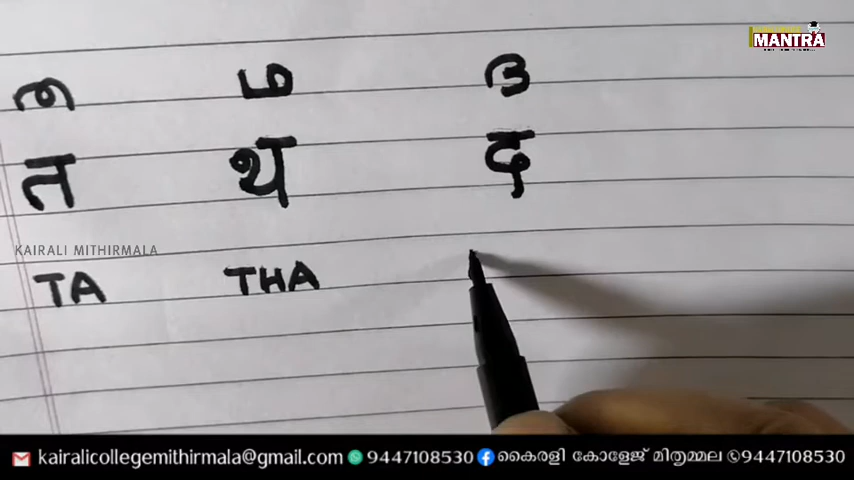 MANTRA
ത ഥ ദ
त थ द
KAIRALI MITHIRMALA
TA THA
kairalicollegemithirmala@gmail.com 9447108530 കൈരളി കോളേജ് മിതൃമ്മല 9447108530